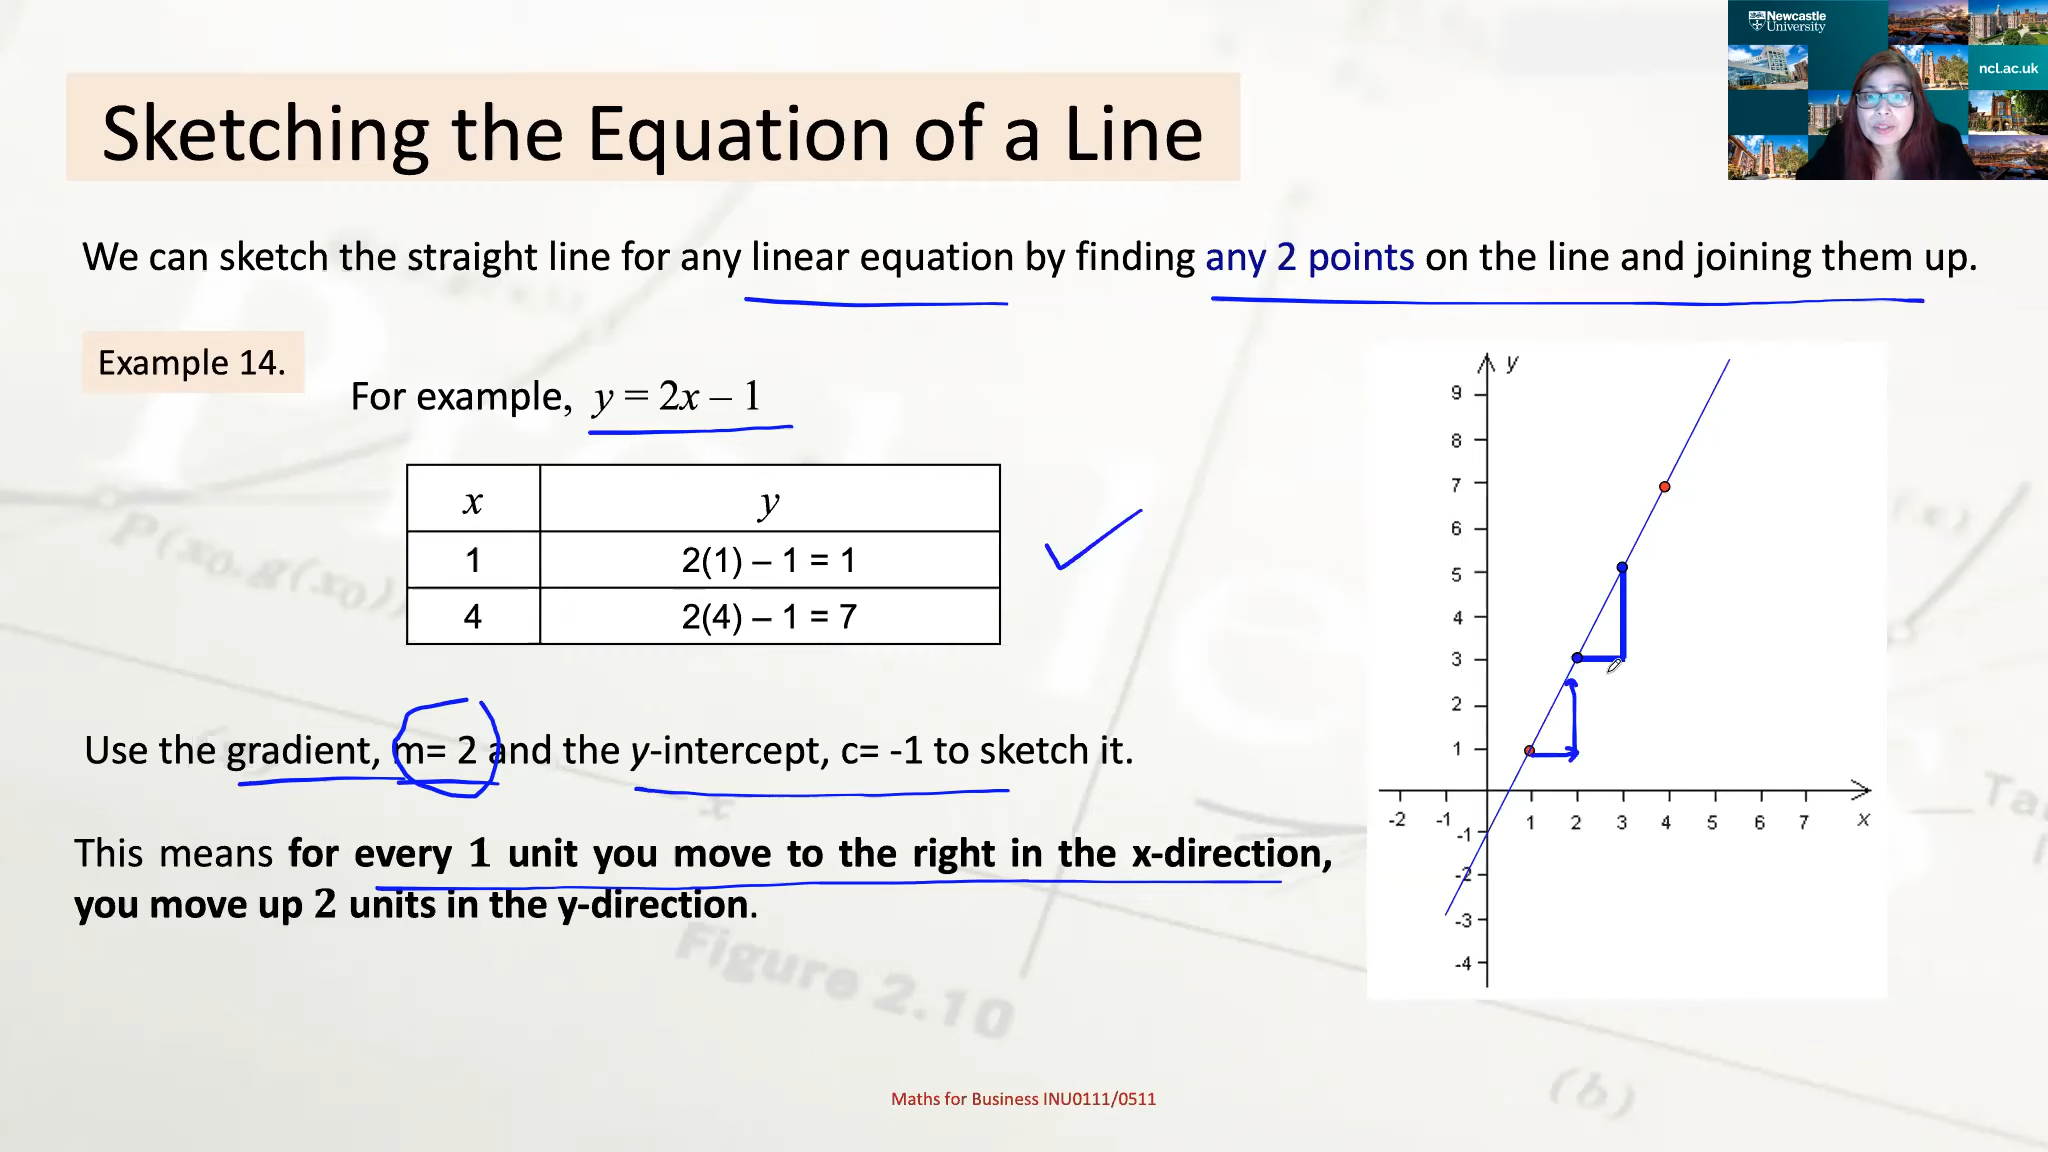 Newcastle
University
ncl.ac.uk
Sketching the Equation of a Line
We can sketch the straight line for any linear equation by finding any 2 points on the line and joining them up.
Example 14.
For example, y = 2x – 1
x y
1 2(1) – 1 = 1
4 2(4) – 1 = 7
Use the gradient, m= 2 and the y-intercept, c= -1 to sketch it.
This means for every 1 unit you move to the right in the x-direction,
you move up 2 units in the y-direction.
y
9
8
7
6
5
4
3
2
1
-2 -1 1 2 3 4 5 6 7 x
-1
-2
-3
-4
P(x₀, g(x₀))
x
Figure 2.10
(b)
Maths for Business INU0111/0511